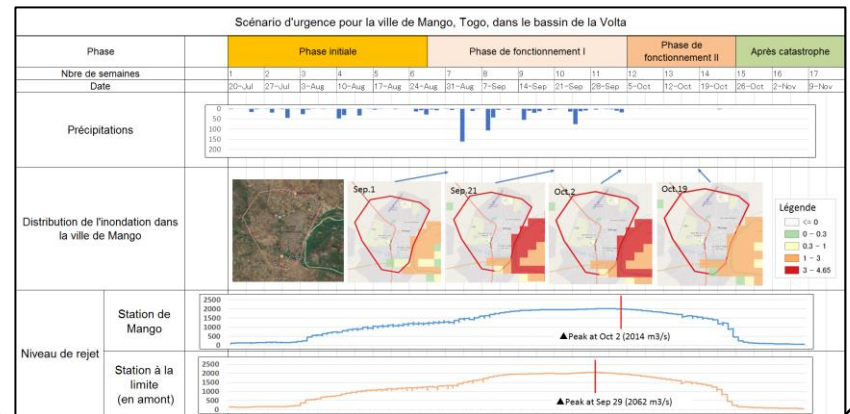 Scénario d'urgence pour la ville de Mango, Togo, dans le bassin de la Volta
Phase Phase initiale Phase de fonctionnement I Phase de fonctionnement II Après catastrophe
Nbre de semaines 1 2 3 4 5 6 7 8 9 10 11 12 13 14 15 16 17
Date 20-Jul 27-Jul 3-Aug 10-Aug 17-Aug 24-Aug 31-Aug 7-Sep 14-Sep 21-Sep 28-Sep 5-Oct 12-Oct 19-Oct 26-Oct 2-Nov 9-Nov
Précipitations
0
50
100
150
200
Distribution de l'inondation dans
la ville de Mango
Sep.1 Sep.21 Oct.2 Oct.19
Légende
<= 0
0 – 0.3
0.3 – 1
1 – 3
3 – 4.65
Niveau de rejet
Station de
Mango
2500
2000
1500
1000
500
0
▲Peak at Oct 2 (2014 m3/s)
Station à la
limite
(en amont)
2500
2000
1500
1000
500
0
▲Peak at Sep 29 (2062 m3/s)